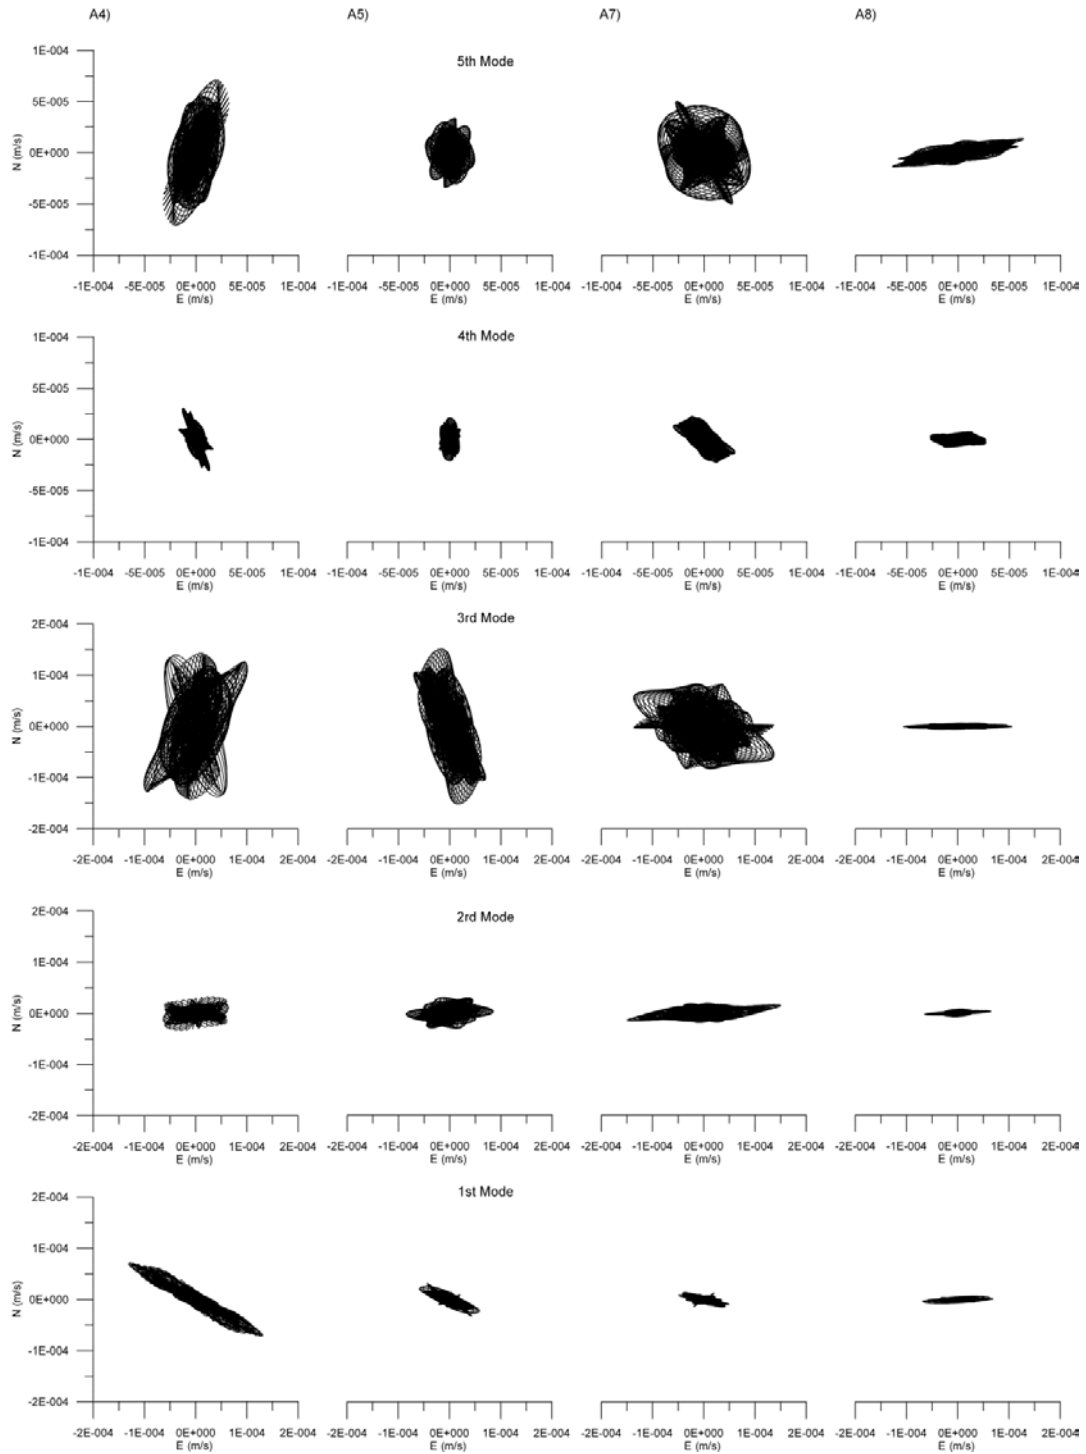 A4) A5) A7) A8)
5th Mode
1E-004
5E-005
0E+000
-5E-005
-1E-004
N (m/s)
-1E-004 -5E-005 0E+000 5E-005 1E-004 -1E-004 -5E-005 0E+000 5E-005 1E-004 -1E-004 -5E-005 0E+000 5E-005 1E-004 -1E-004 -5E-005 0E+000 5E-005 1E-004
E (m/s) E (m/s) E (m/s) E (m/s)
4th Mode
1E-004
5E-005
0E+000
-5E-005
-1E-004
N (m/s)
-1E-004 -5E-005 0E+000 5E-005 1E-004 -1E-004 -5E-005 0E+000 5E-005 1E-004 -1E-004 -5E-005 0E+000 5E-005 1E-004 -1E-004 -5E-005 0E+000 5E-005 1E-004
E (m/s) E (m/s) E (m/s) E (m/s)
3rd Mode
2E-004
1E-004
0E+000
-1E-004
-2E-004
N (m/s)
-2E-004 -1E-004 0E+000 1E-004 2E-004 -2E-004 -1E-004 0E+000 1E-004 2E-004 -2E-004 -1E-004 0E+000 1E-004 2E-004 -2E-004 -1E-004 0E+000 1E-004 2E-004
E (m/s) E (m/s) E (m/s) E (m/s)
2rd Mode
2E-004
1E-004
0E+000
-1E-004
-2E-004
N (m/s)
-2E-004 -1E-004 0E+000 1E-004 2E-004 -2E-004 -1E-004 0E+000 1E-004 2E-004 -2E-004 -1E-004 0E+000 1E-004 2E-004 -2E-004 -1E-004 0E+000 1E-004 2E-004
E (m/s) E (m/s) E (m/s) E (m/s)
1st Mode
2E-004
1E-004
0E+000
-1E-004
-2E-004
N (m/s)
-2E-004 -1E-004 0E+000 1E-004 2E-004 -2E-004 -1E-004 0E+000 1E-004 2E-004 -2E-004 -1E-004 0E+000 1E-004 2E-004 -2E-004 -1E-004 0E+000 1E-004 2E-004
E (m/s) E (m/s) E (m/s) E (m/s)